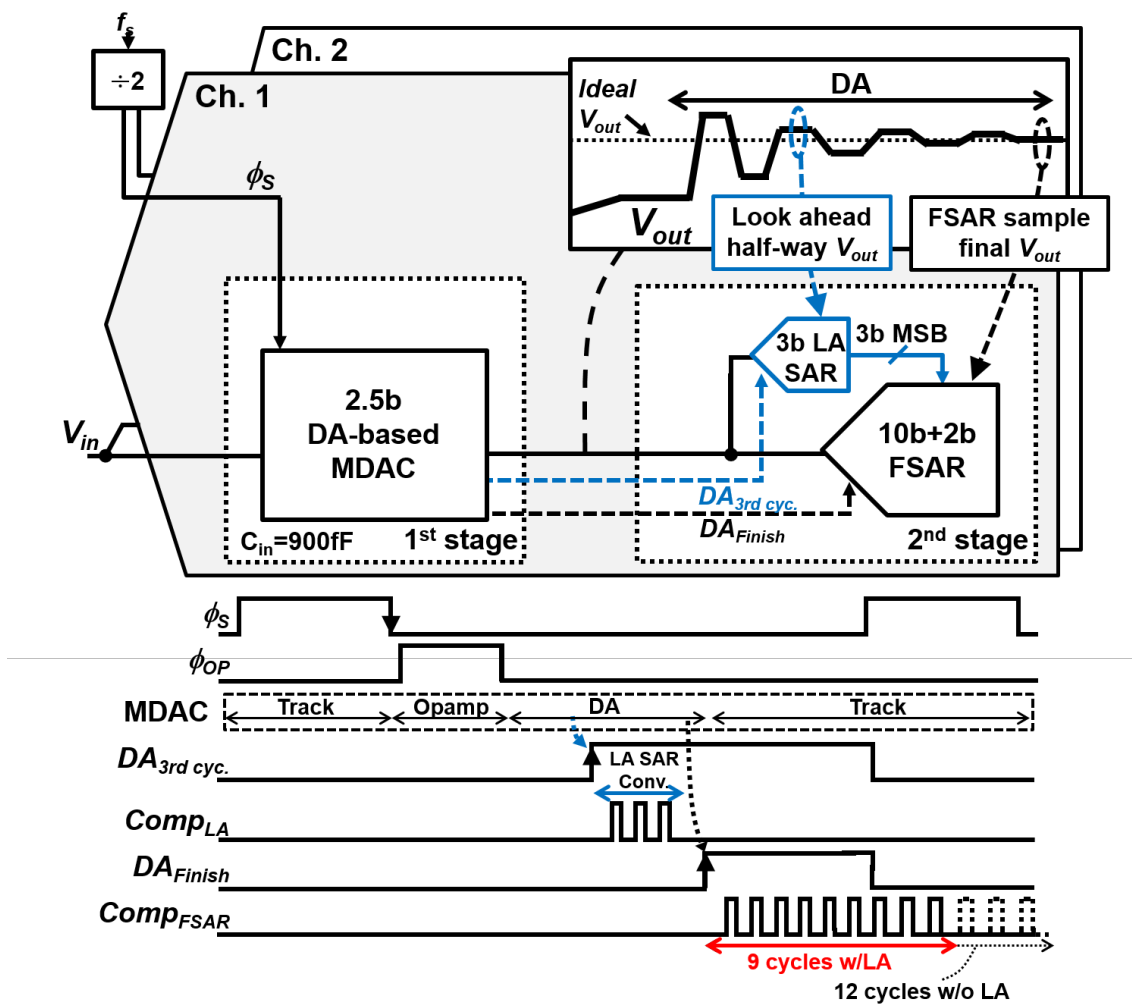 f_s
÷2
Ch. 2
Ch. 1
Ideal
V_out
DA
ϕ_S
V_out
Look ahead
half-way V_out
FSAR sample
final V_out
3b LA
SAR
3b MSB
2.5b
DA-based
MDAC
10b+2b
FSAR
V_in
DA_3rd cyc.
DA_Finish
C_in=900fF
1st stage
2nd stage
ϕ_S
ϕ_OP
MDAC
Track
Opamp
DA
Track
DA_3rd cyc.
LA SAR
Conv.
Comp_LA
DA_Finish
Comp_FSAR
9 cycles w/LA
12 cycles w/o LA